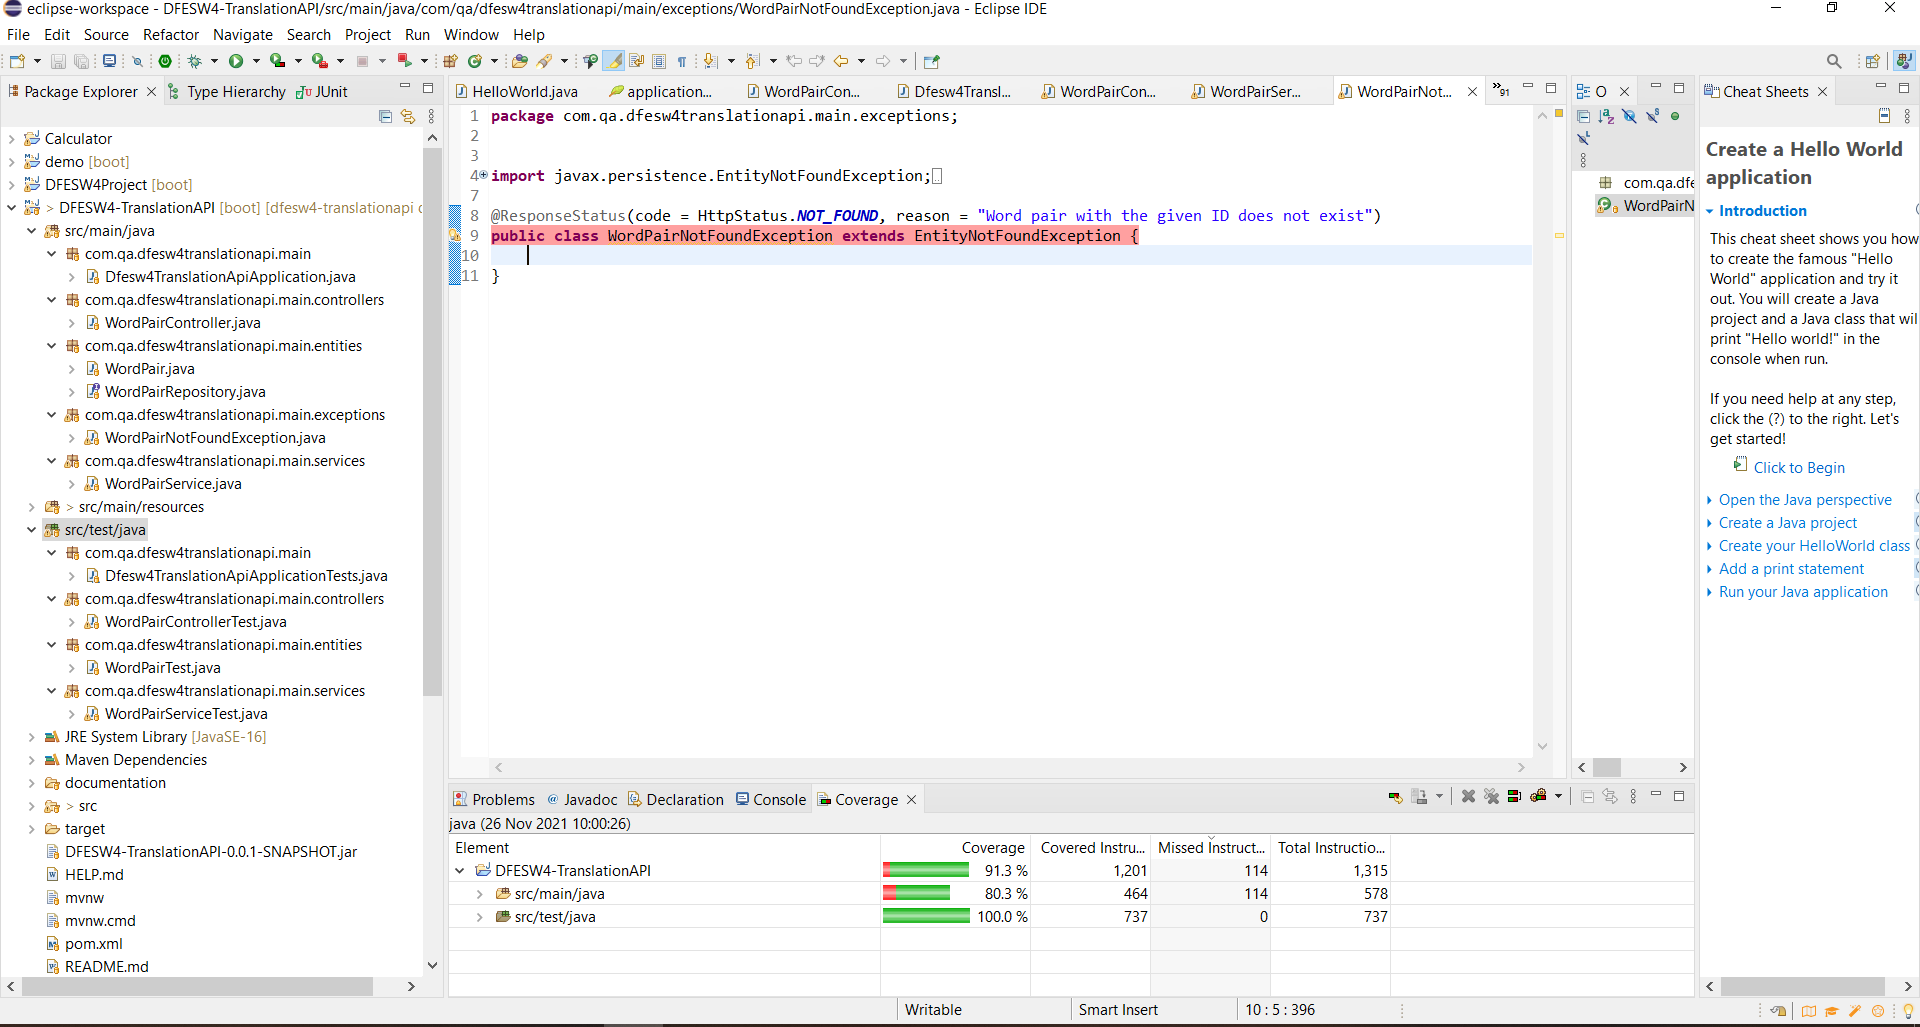 eclipse-workspace - DFESW4-TranslationAPI/src/main/java/com/qa/dfesw4translationapi/main/exceptions/WordPairNotFoundException.java - Eclipse IDE
File Edit Source Refactor Navigate Search Project Run Window Help
Package Explorer Type Hierarchy JUnit
Calculator
demo [boot]
DFESW4Project [boot]
> DFESW4-TranslationAPI [boot] [dfesw4-translationapi
src/main/java
com.qa.dfesw4translationapi.main
Dfesw4TranslationApiApplication.java
com.qa.dfesw4translationapi.main.controllers
WordPairController.java
com.qa.dfesw4translationapi.main.entities
WordPair.java
WordPairRepository.java
com.qa.dfesw4translationapi.main.exceptions
WordPairNotFoundException.java
com.qa.dfesw4translationapi.main.services
WordPairService.java
> src/main/resources
src/test/java
com.qa.dfesw4translationapi.main
Dfesw4TranslationApiApplicationTests.java
com.qa.dfesw4translationapi.main.controllers
WordPairControllerTest.java
com.qa.dfesw4translationapi.main.entities
WordPairTest.java
com.qa.dfesw4translationapi.main.services
WordPairServiceTest.java
JRE System Library [JavaSE-16]
Maven Dependencies
documentation
> src
target
DFESW4-TranslationAPI-0.0.1-SNAPSHOT.jar
HELP.md
mvnw
mvnw.cmd
pom.xml
README.md
HelloWorld.java application... WordPairCon... Dfesw4Transl... WordPairCon... WordPairSer... WordPairNot... »91
1 package com.qa.dfesw4translationapi.main.exceptions;
2
3
4 import javax.persistence.EntityNotFoundException;
7
8 @ResponseStatus(code = HttpStatus.NOT_FOUND, reason = "Word pair with the given ID does not exist")
9 public class WordPairNotFoundException extends EntityNotFoundException {
10
11 }
O
com.qa.dfe
WordPairN
Cheat Sheets
Create a Hello World
application
Introduction
This cheat sheet shows you how
to create the famous "Hello
World" application and try it
out. You will create a Java
project and a Java class that wil
print "Hello world!" in the
console when run.
If you need help at any step,
click the (?) to the right. Let's
get started!
Click to Begin
Open the Java perspective
Create a Java project
Create your HelloWorld class
Add a print statement
Run your Java application
Problems @ Javadoc Declaration Console Coverage
java (26 Nov 2021 10:00:26)
Element Coverage Covered Instru... Missed Instruct... Total Instructio...
DFESW4-TranslationAPI 91.3 % 1,201 114 1,315
src/main/java 80.3 % 464 114 578
src/test/java 100.0 % 737 0 737
Writable Smart Insert 10 : 5 : 396